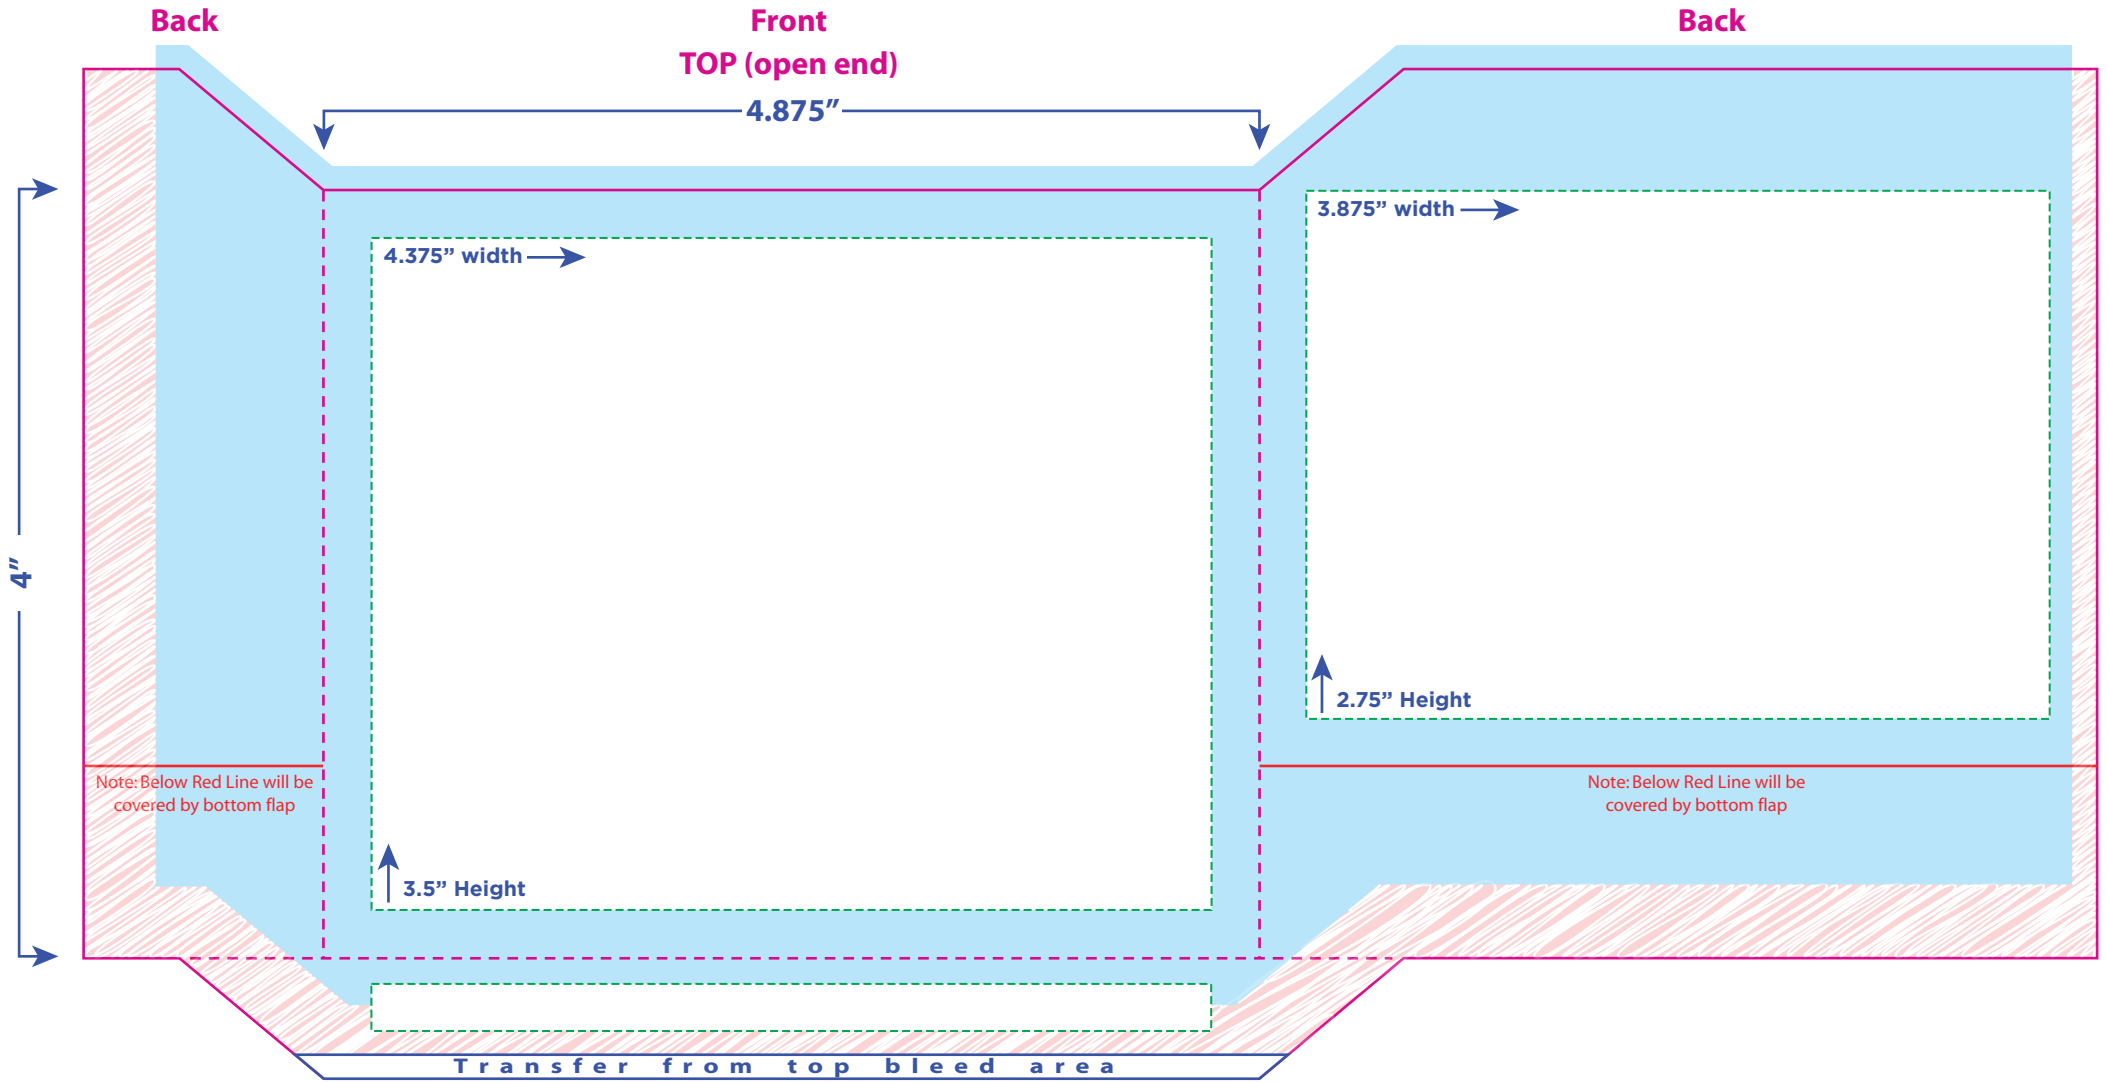 Back
Front
Back
TOP (open end)
4.875”
3.875” width
4.375” width
4”
2.75” Height
Note: Below Red Line will be
covered by bottom flap
Note: Below Red Line will be
covered by bottom flap
3.5” Height
Transfer from top bleed area